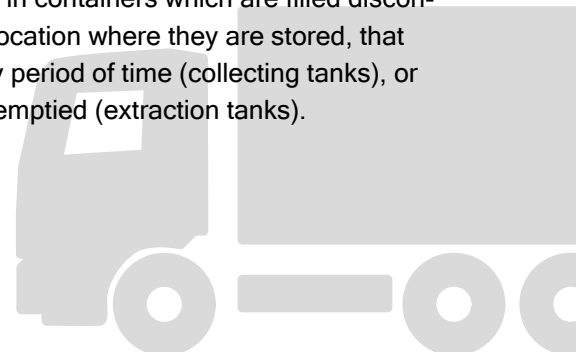 in containers which are filled discon-
ocation where they are stored, that
period of time (collecting tanks), or
emptied (extraction tanks).